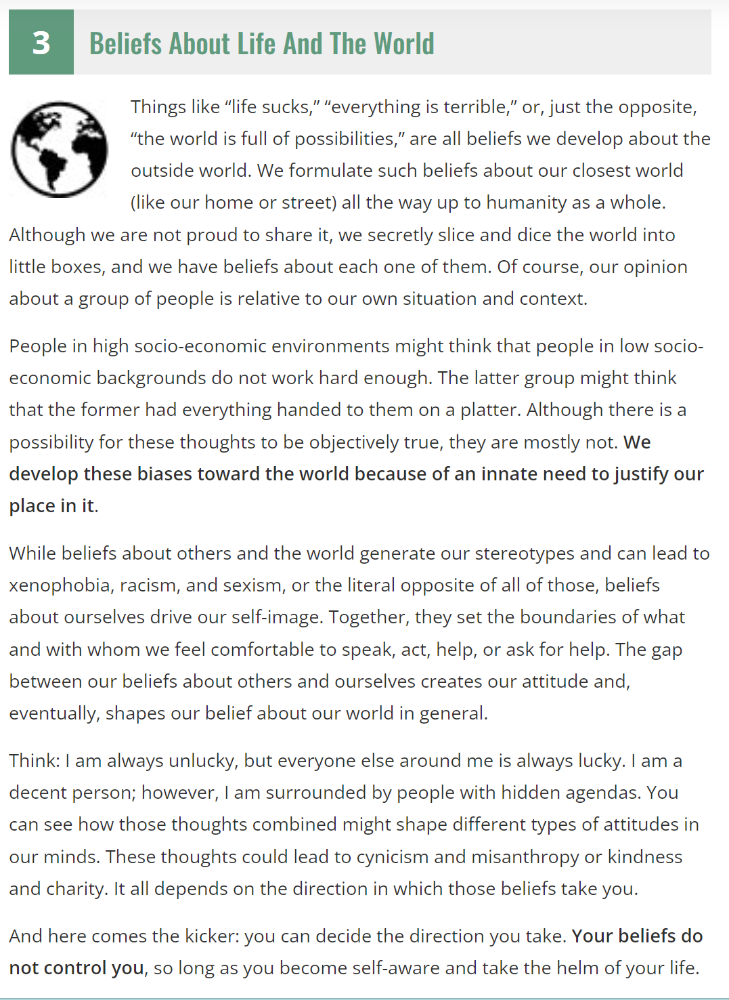 3
Beliefs About Life And The World
Things like “life sucks,” “everything is terrible,” or, just the opposite,
“the world is full of possibilities,” are all beliefs we develop about the
outside world. We formulate such beliefs about our closest world
(like our home or street) all the way up to humanity as a whole.
Although we are not proud to share it, we secretly slice and dice the world into
little boxes, and we have beliefs about each one of them. Of course, our opinion
about a group of people is relative to our own situation and context.
People in high socio-economic environments might think that people in low socio-
economic backgrounds do not work hard enough. The latter group might think
that the former had everything handed to them on a platter. Although there is a
possibility for these thoughts to be objectively true, they are mostly not. We
develop these biases toward the world because of an innate need to justify our
place in it.
While beliefs about others and the world generate our stereotypes and can lead to
xenophobia, racism, and sexism, or the literal opposite of all of those, beliefs
about ourselves drive our self-image. Together, they set the boundaries of what
and with whom we feel comfortable to speak, act, help, or ask for help. The gap
between our beliefs about others and ourselves creates our attitude and,
eventually, shapes our belief about our world in general.
Think: I am always unlucky, but everyone else around me is always lucky. I am a
decent person; however, I am surrounded by people with hidden agendas. You
can see how those thoughts combined might shape different types of attitudes in
our minds. These thoughts could lead to cynicism and misanthropy or kindness
and charity. It all depends on the direction in which those beliefs take you.
And here comes the kicker: you can decide the direction you take. Your beliefs do
not control you, so long as you become self-aware and take the helm of your life.